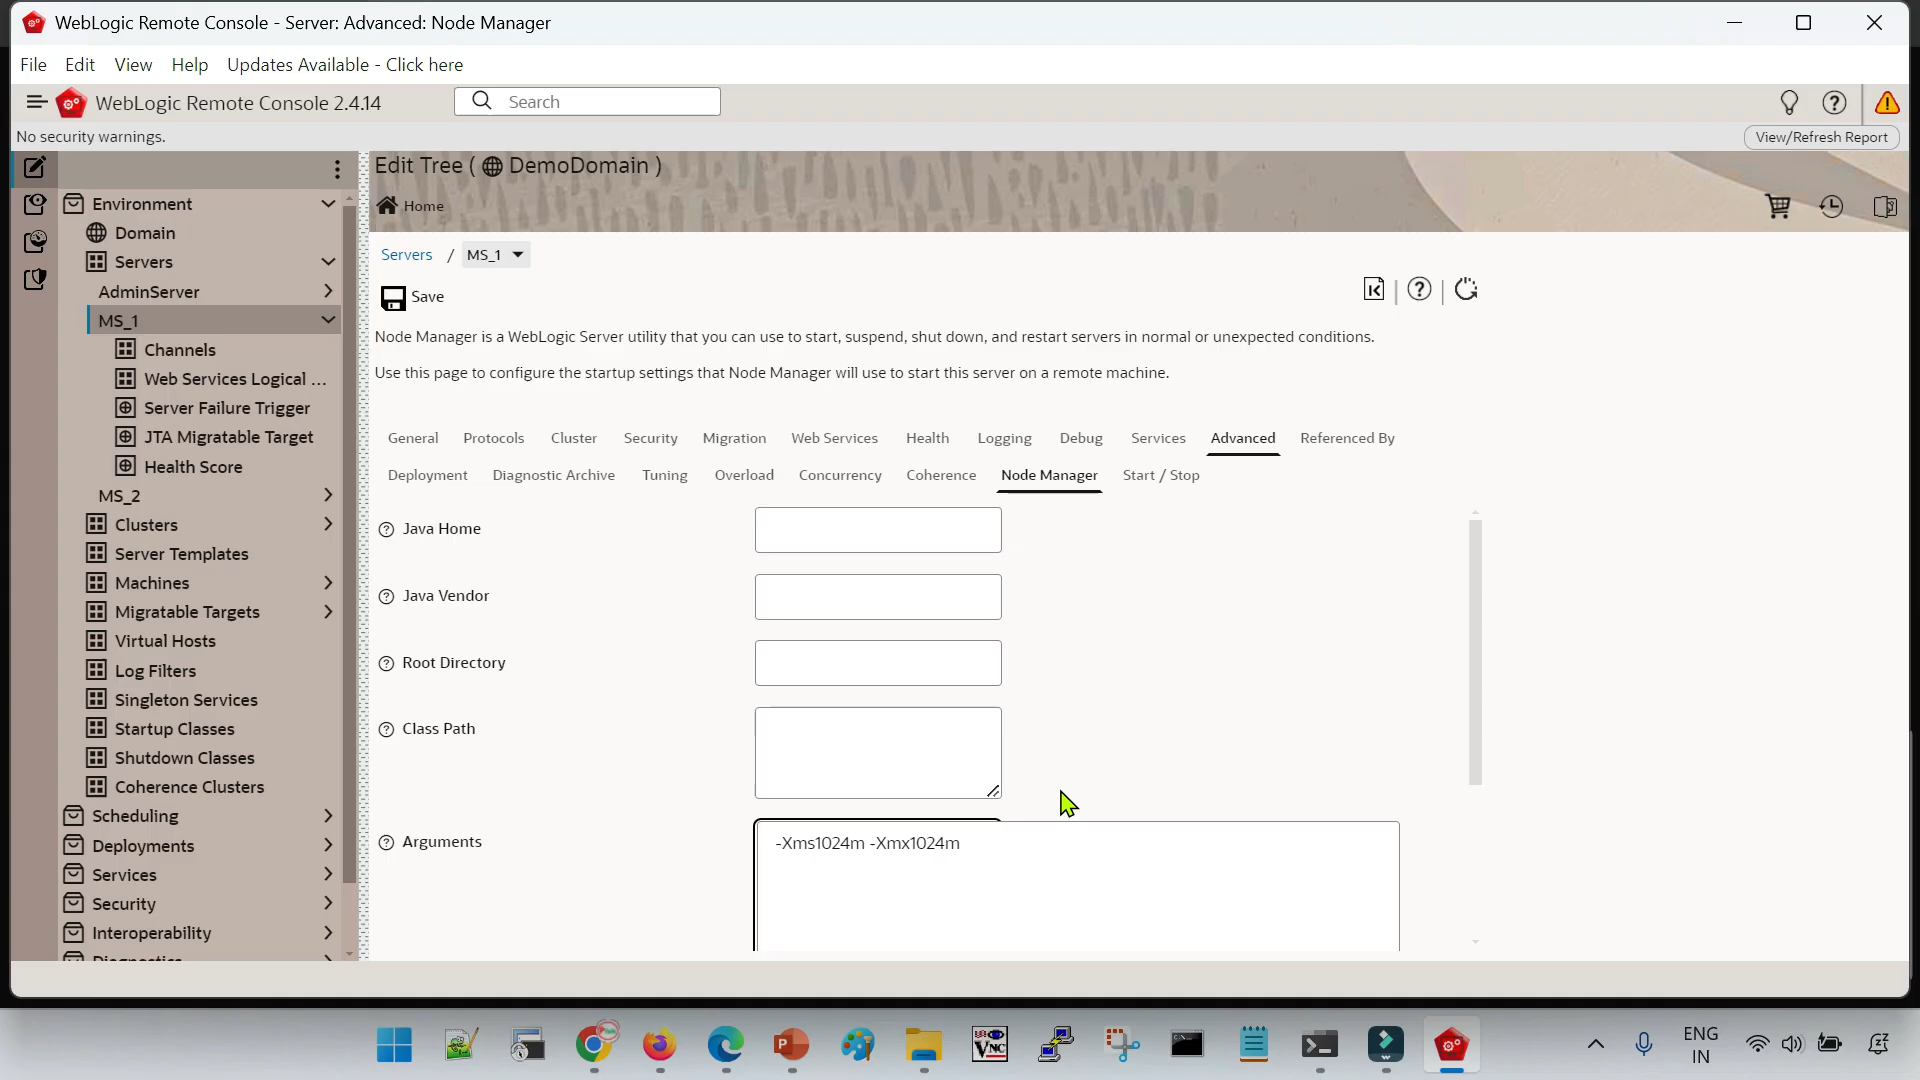 WebLogic Remote Console - Server: Advanced: Node Manager
File Edit View Help Updates Available - Click here
WebLogic Remote Console 2.4.14
Search
No security warnings.
View/Refresh Report
Edit Tree ( DemoDomain )
Home
Environment
Domain
Servers
AdminServer
MS_1
Channels
Web Services Logical ...
Server Failure Trigger
JTA Migratable Target
Health Score
MS_2
Clusters
Server Templates
Machines
Migratable Targets
Virtual Hosts
Log Filters
Singleton Services
Startup Classes
Shutdown Classes
Coherence Clusters
Scheduling
Deployments
Services
Security
Interoperability
Diagnostics
Servers / MS_1
Save
Node Manager is a WebLogic Server utility that you can use to start, suspend, shut down, and restart servers in normal or unexpected conditions.
Use this page to configure the startup settings that Node Manager will use to start this server on a remote machine.
General Protocols Cluster Security Migration Web Services Health Logging Debug Services Advanced Referenced By
Deployment Diagnostic Archive Tuning Overload Concurrency Coherence Node Manager Start / Stop
Java Home
Java Vendor
Root Directory
Class Path
Arguments
-Xms1024m -Xmx1024m
ENG
IN